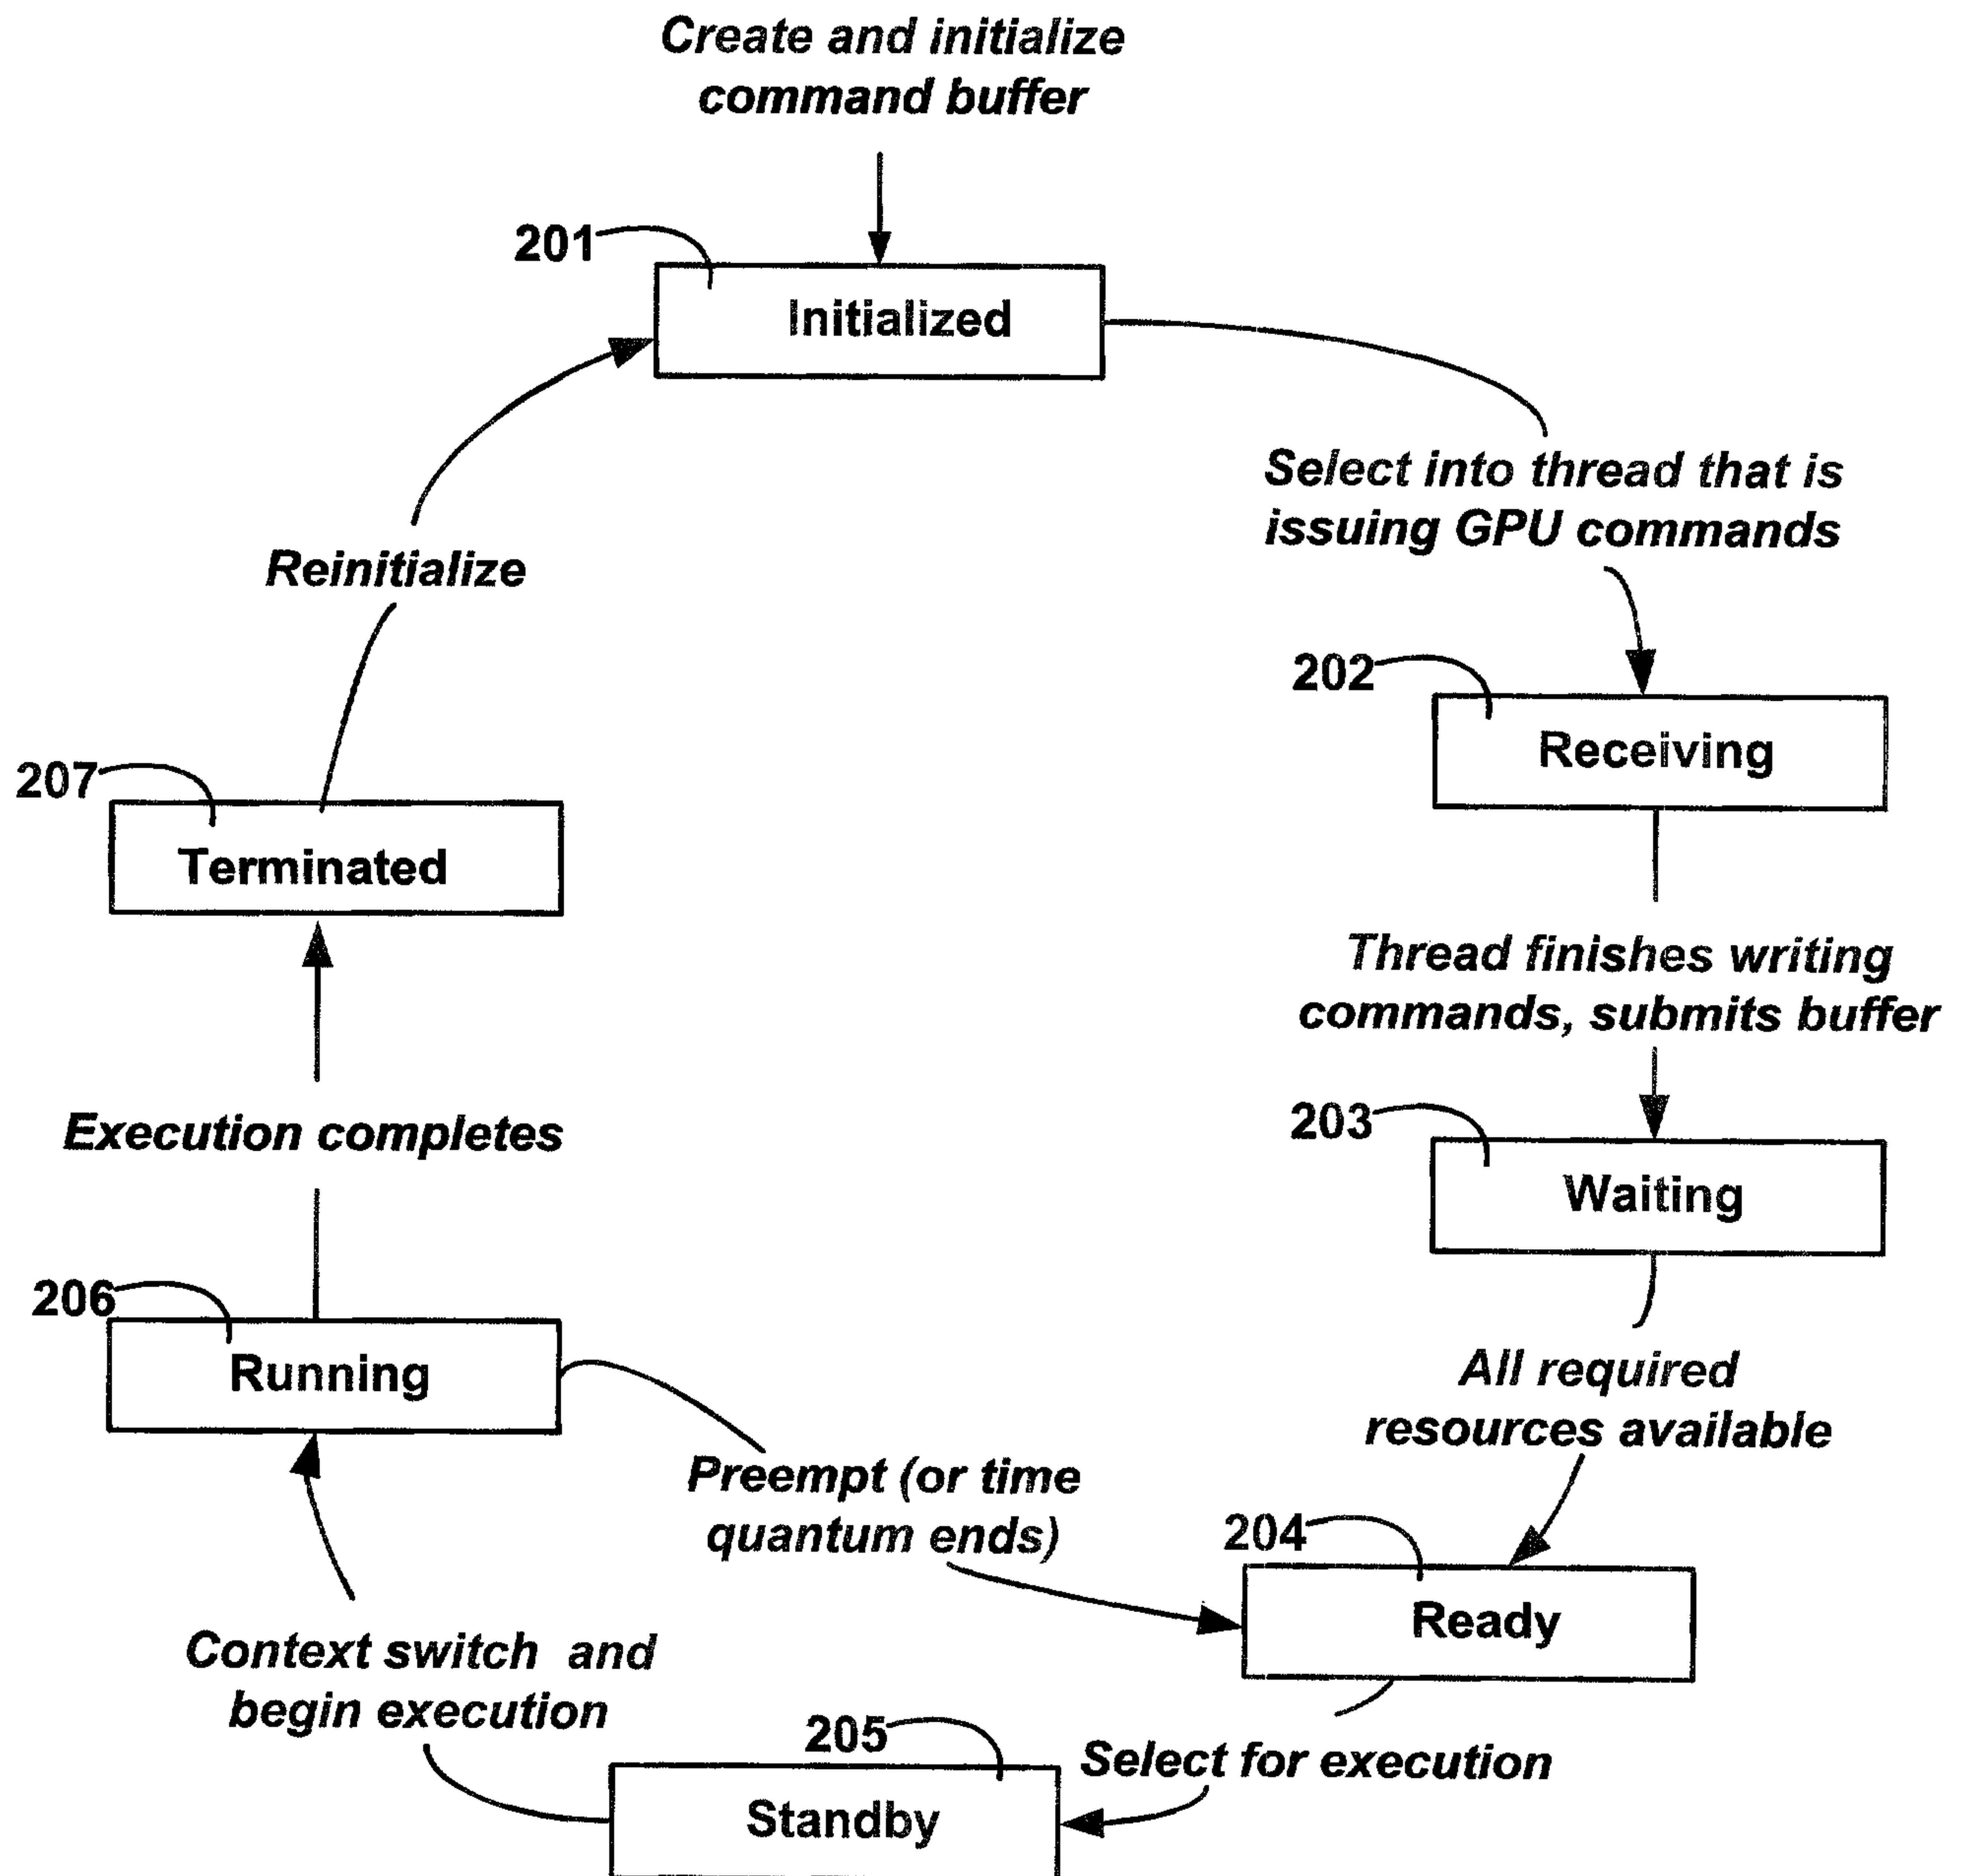 Create and initialize
command buffer
201
Initialized
Select into thread that is
issuing GPU commands
202
Receiving
Thread finishes writing
commands, submits buffer
203
Waiting
All required
resources available
204
Ready
Select for execution
205
Standby
Context switch and
begin execution
206
Running
Preempt (or time
quantum ends)
Execution completes
207
Terminated
Reinitialize